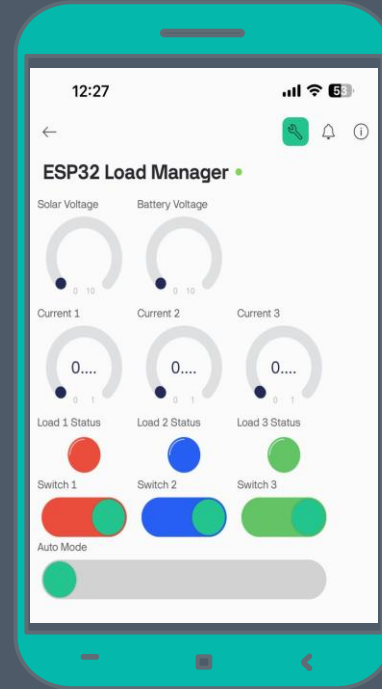 12:27
53
ESP32 Load Manager
Solar Voltage Battery Voltage
0 10 0 10
Current 1 Current 2 Current 3
0.... 0.... 0....
0 1 0 1 0 1
Load 1 Status Load 2 Status Load 3 Status
Switch 1 Switch 2 Switch 3
Auto Mode